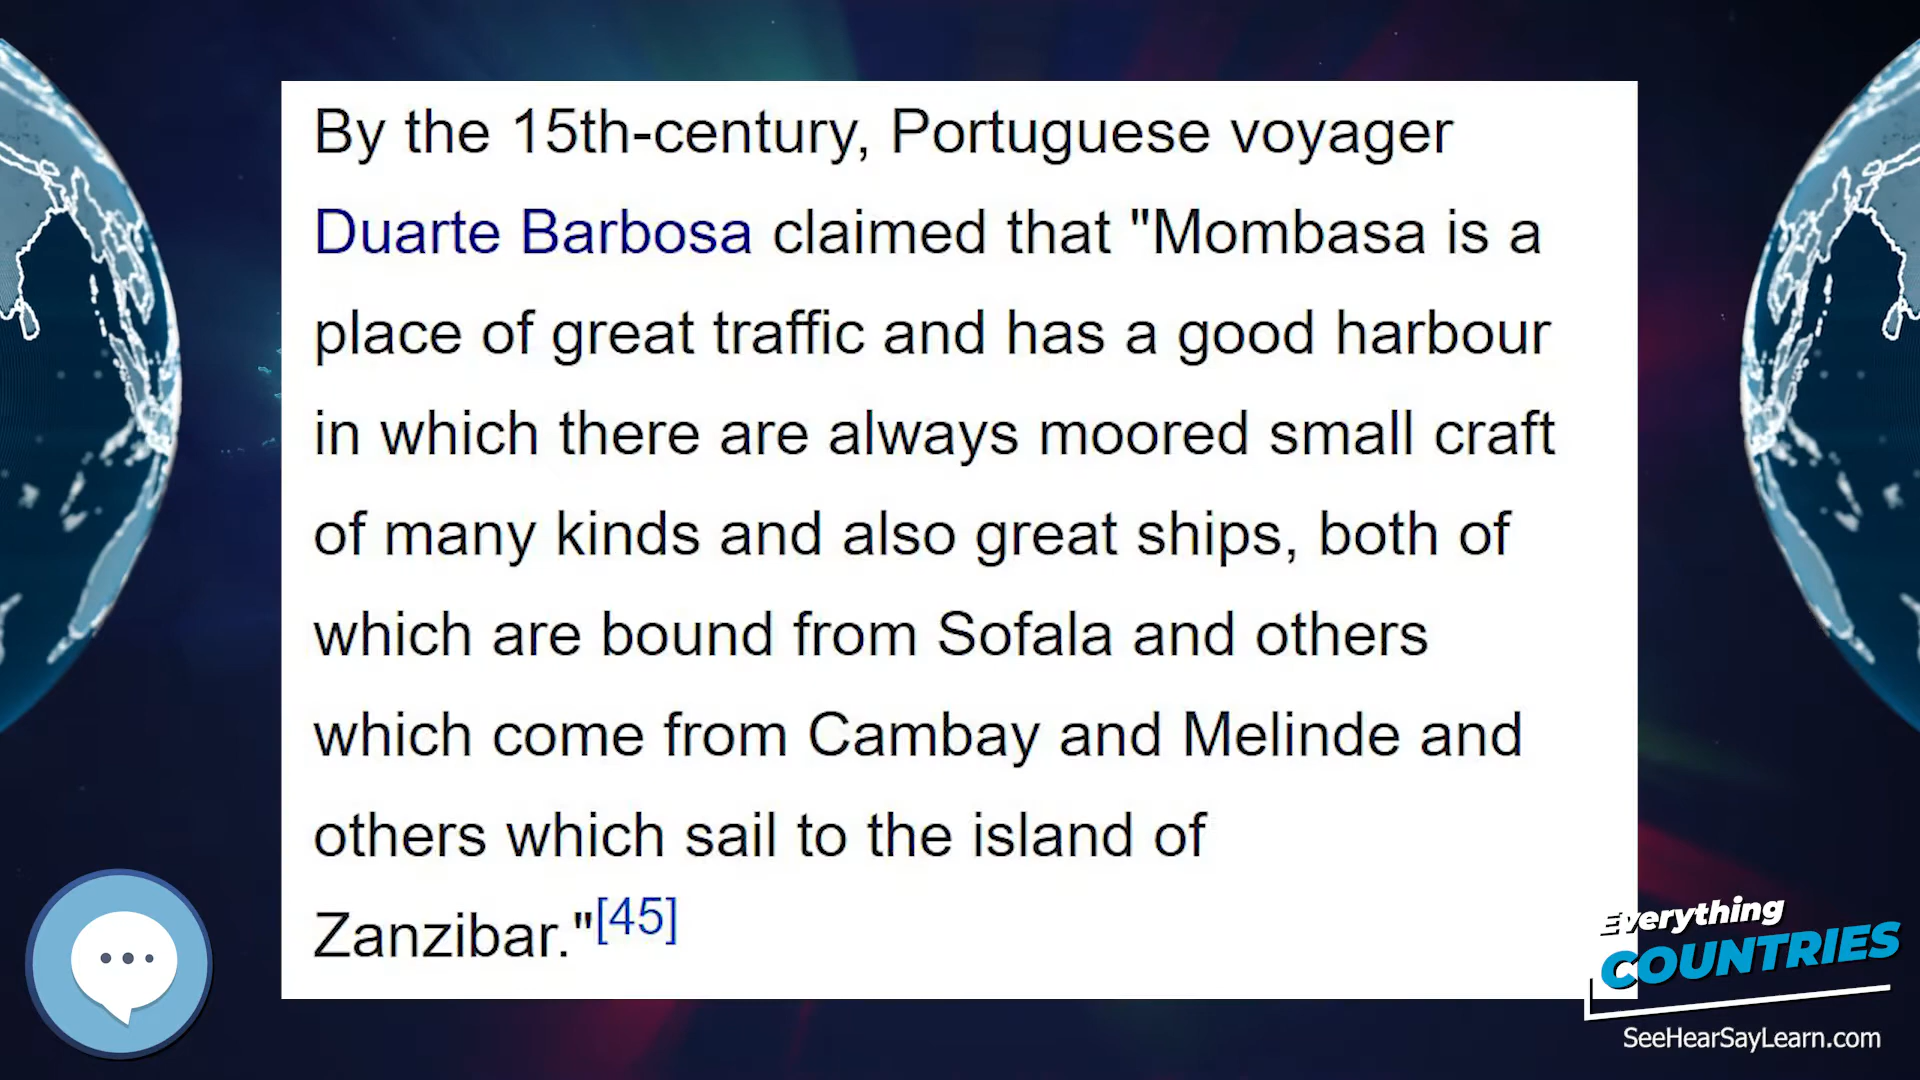 By the 15th-century, Portuguese voyager
Duarte Barbosa claimed that "Mombasa is a
place of great traffic and has a good harbour
in which there are always moored small craft
of many kinds and also great ships, both of
which are bound from Sofala and others
which come from Cambay and Melinde and
others which sail to the island of
Zanzibar."[45]
Everything
COUNTRIES
SeeHearSayLearn.com